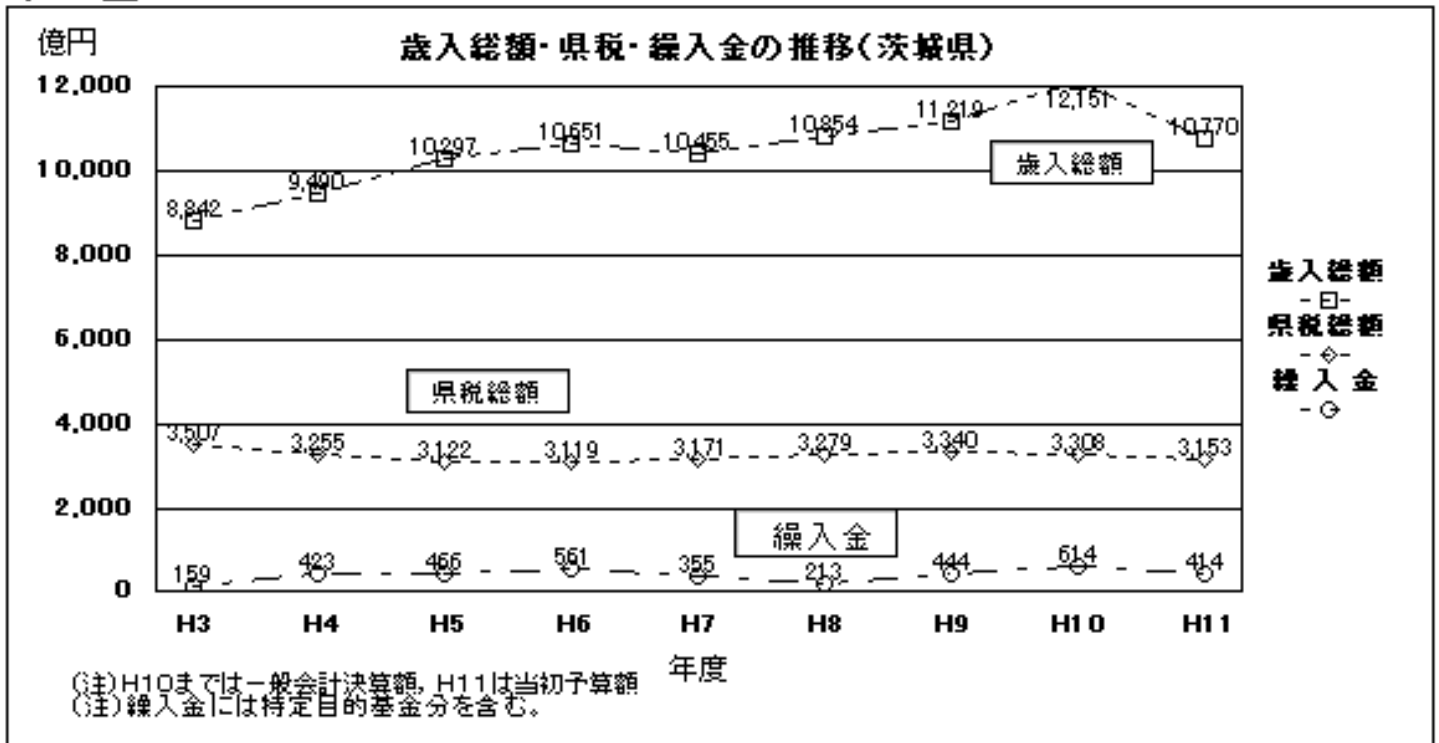 億円
歳入総額・県税・繰入金の推移(茨城県)
12,000
10,000
8,000
6,000
4,000
2,000
0
8,842
9,490
10,297
10,651
10,455
10,854
11,219
12,151
10,770
歳入総額
県税総額
3,507
3,255
3,122
3,119
3,171
3,279
3,340
3,308
3,153
繰入金
159
423
466
561
355
213
444
614
414
H3 H4 H5 H6 H7 H8 H9 H10 H11
年度
歳入総額
県税総額
繰入金
(注)H10までは一般会計決算額, H11は当初予算額
(注)繰入金には特定目的基金分を含む。